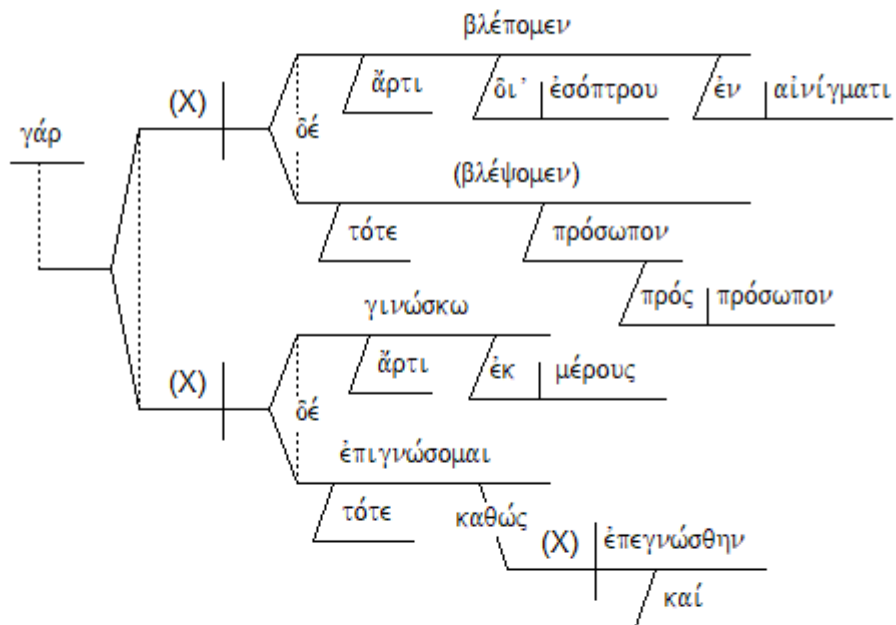 βλέπομεν
ἄρτι δι' ἐσόπτρου ἐν αἰνίγματι
(X)
δέ
γάρ
(βλέψομεν)
τότε πρόσωπον
πρός πρόσωπον
γινώσκω
ἄρτι ἐκ μέρους
(X)
δέ
ἐπιγνώσομαι
τότε καθώς
(X) ἐπεγνώσθην
καί